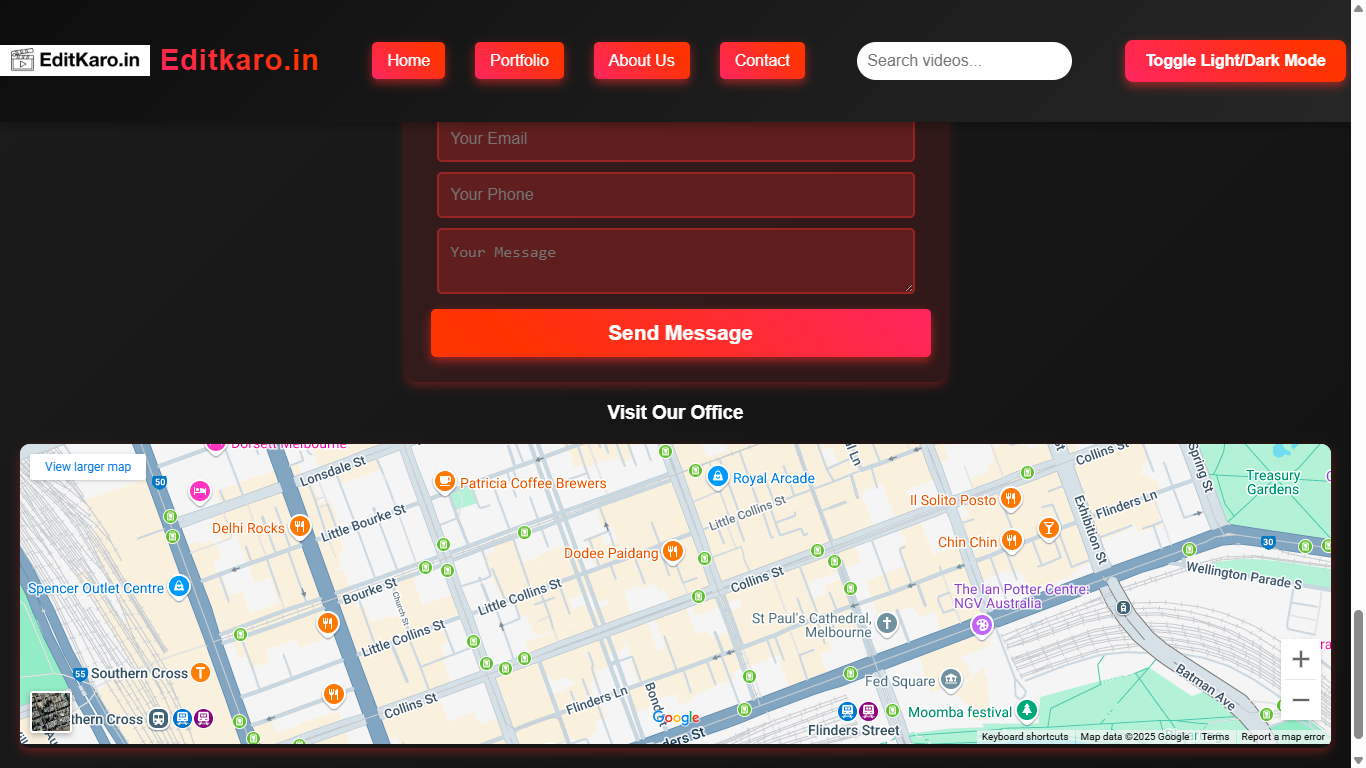 EditKaro.in
Editkaro.in
Home
Portfolio
About Us
Contact
Search videos...
Toggle Light/Dark Mode
Your Email
Your Phone
Your Message
Send Message
Visit Our Office
View larger map
Dorsett Melbourne
50
Lonsdale St
Patricia Coffee Brewers
Royal Arcade
Collins St
Spring St
Treasury
Gardens
Delhi Rocks
Little Bourke St
Little Collins St
Il Solito Posto
Flinders Ln
Exhibition St
Dodee Paidang
Chin Chin
30
Spencer Outlet Centre
Bourke St
Church St
Little Collins St
Collins St
The Ian Potter Centre:
NGV Australia
Wellington Parade S
Little Collins St
St Paul's Cathedral,
Melbourne
55
Southern Cross
Fed Square
Batman Ave
Collins St
Flinders Ln
Google
Moomba festival
Flinders Street
Keyboard shortcuts
Map data ©2025 Google
Terms
Report a map error